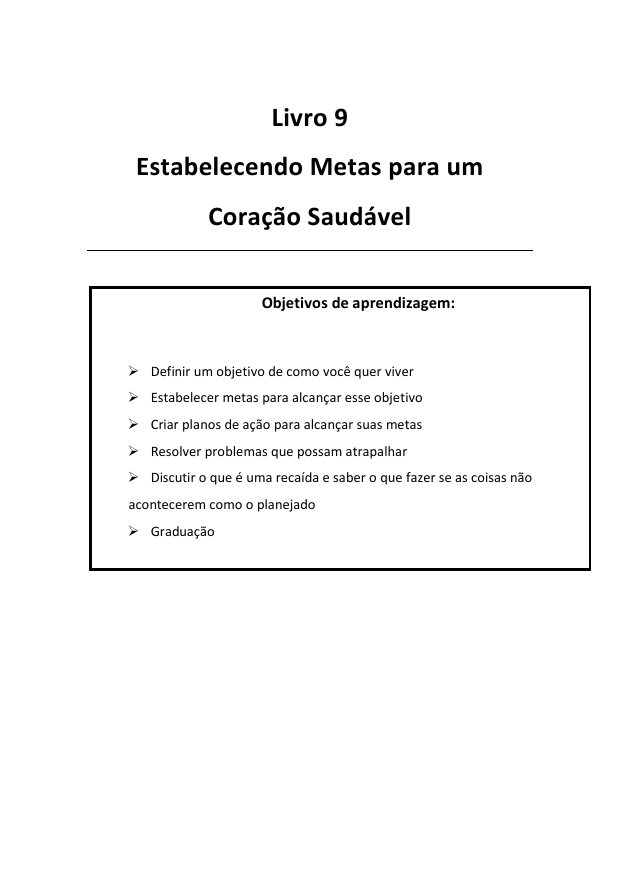 Livro 9
Estabelecendo Metas para um
Coração Saudável
Objetivos de aprendizagem:
➢ Definir um objetivo de como você quer viver
➢ Estabelecer metas para alcançar esse objetivo
➢ Criar planos de ação para alcançar suas metas
➢ Resolver problemas que possam atrapalhar
➢ Discutir o que é uma recaída e saber o que fazer se as coisas não
acontecerem como o planejado
➢ Graduação